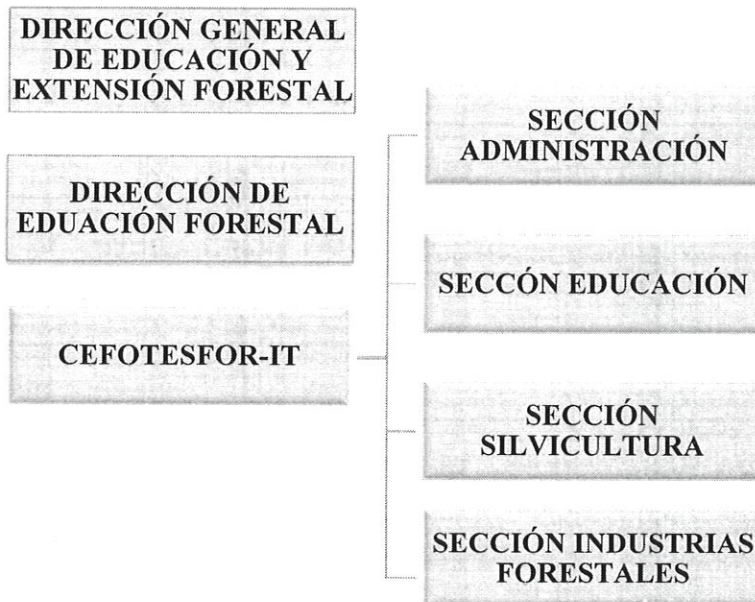 DIRECCIÓN GENERAL
DE EDUCACIÓN Y
EXTENSIÓN FORESTAL
DIRECCIÓN DE
EDUACIÓN FORESTAL
CEFOTESFOR-IT
SECCIÓN
ADMINISTRACIÓN
SECCÓN EDUCACIÓN
SECCIÓN
SILVICULTURA
SECCIÓN INDUSTRIAS
FORESTALES